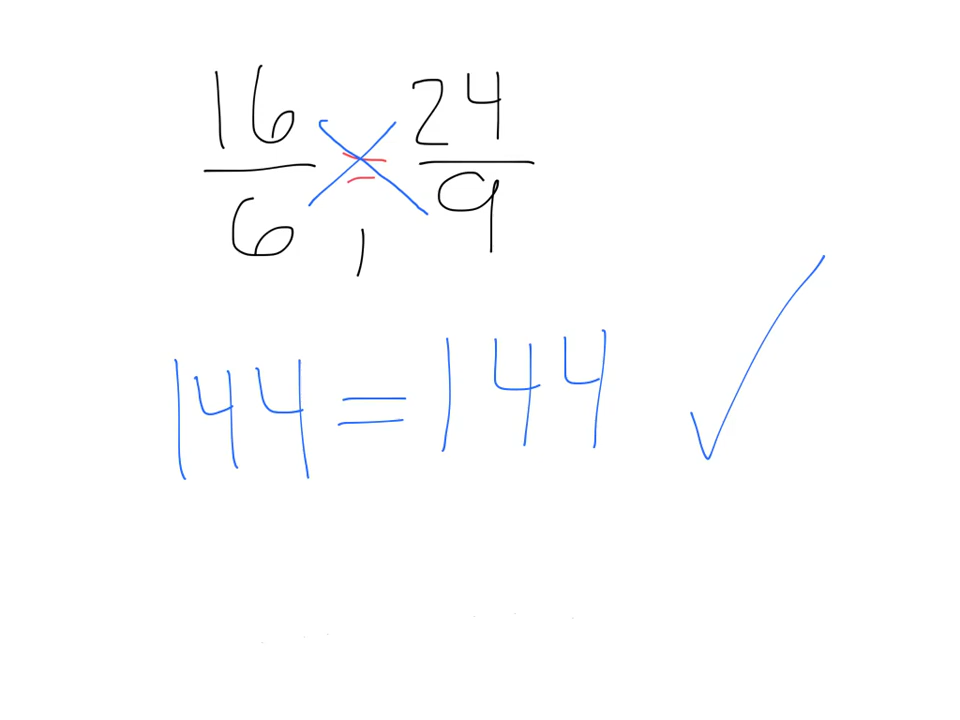 16/6 = 24/9
,
144 = 144 ✓